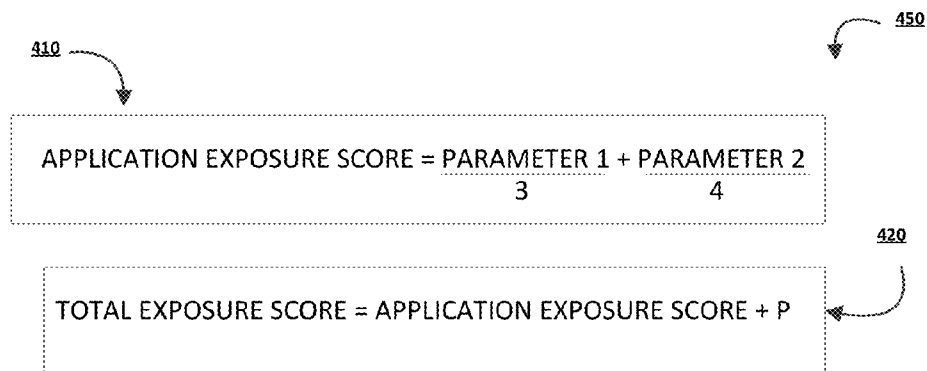 450
410
APPLICATION EXPOSURE SCORE = PARAMETER 1 + PARAMETER 2
3 4
420
TOTAL EXPOSURE SCORE = APPLICATION EXPOSURE SCORE + P